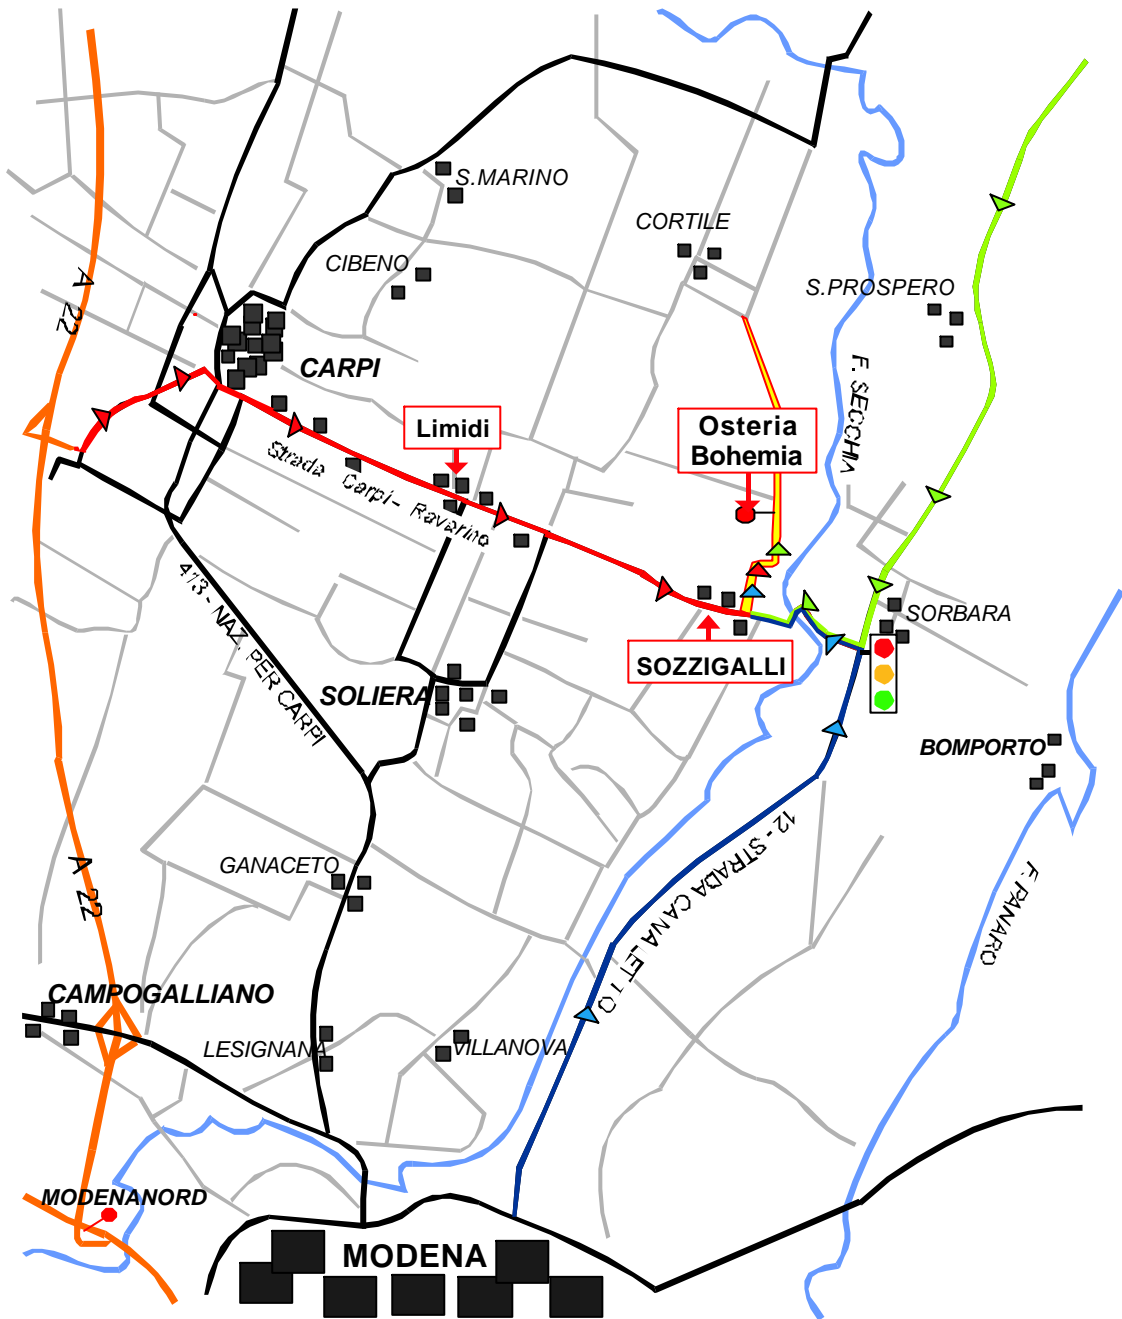 S.MARINO
CORTILE
CIBENO
S.PROSPERO
A 22
CARPI
F. SECCHIA
Limidi
Osteria
Bohemia
Strada Carpi- Ravarino
413 - NAZ. PER CARPI
SORBARA
SOZZIGALLI
SOLIERA
BOMPORTO
12 - STRADA CANALETTO
GANACETO
A 22
F. PANARO
CAMPOGALLIANO
LESIGNANA
VILLANOVA
MODENANORD
MODENA